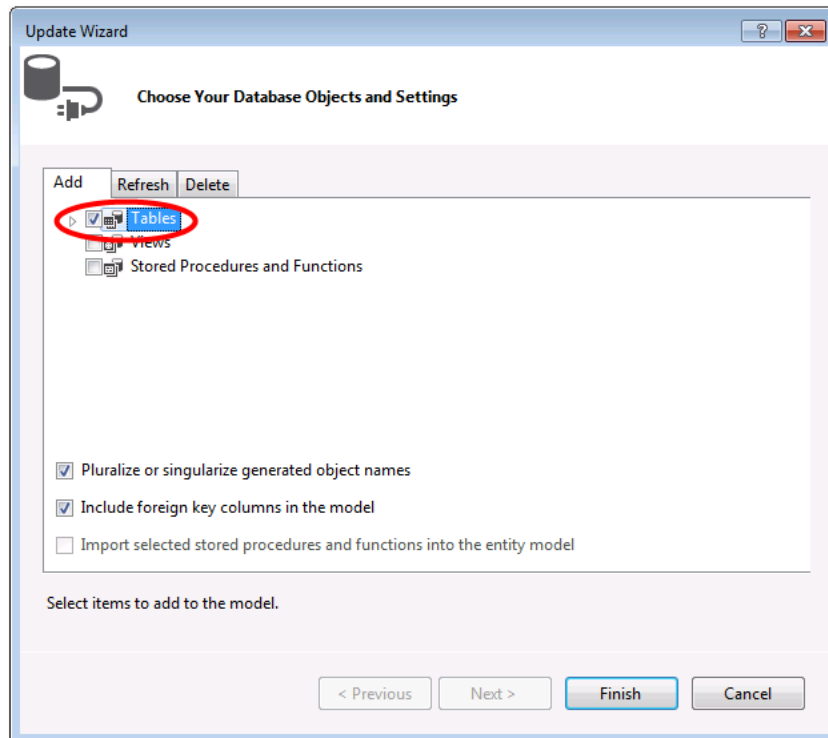 Update Wizard
Choose Your Database Objects and Settings
Add Refresh Delete
Tables
Views
Stored Procedures and Functions
Pluralize or singularize generated object names
Include foreign key columns in the model
Import selected stored procedures and functions into the entity model
Select items to add to the model.
< Previous Next > Finish Cancel